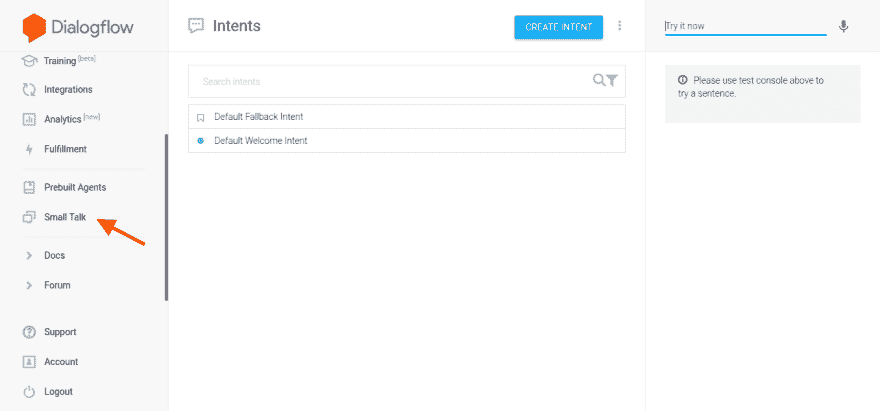 Dialogflow
Training [beta]
Integrations
Analytics [new]
Fulfillment
Prebuilt Agents
Small Talk
Docs
Forum
Support
Account
Logout
Intents
CREATE INTENT
Search intents
Default Fallback Intent
Default Welcome Intent
Try it now
Please use test console above to
try a sentence.